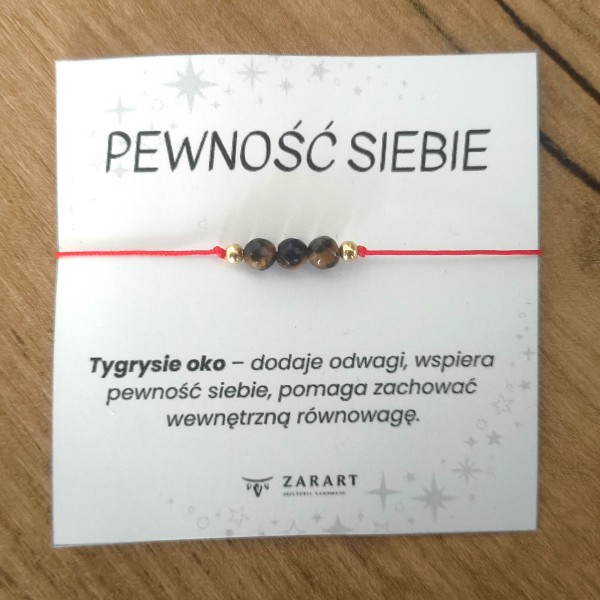 PEWNOŚĆ SIEBIE
Tygrysie oko – dodaje odwagi, wspiera
pewność siebie, pomaga zachować
wewnętrzną równowagę.
ZARART